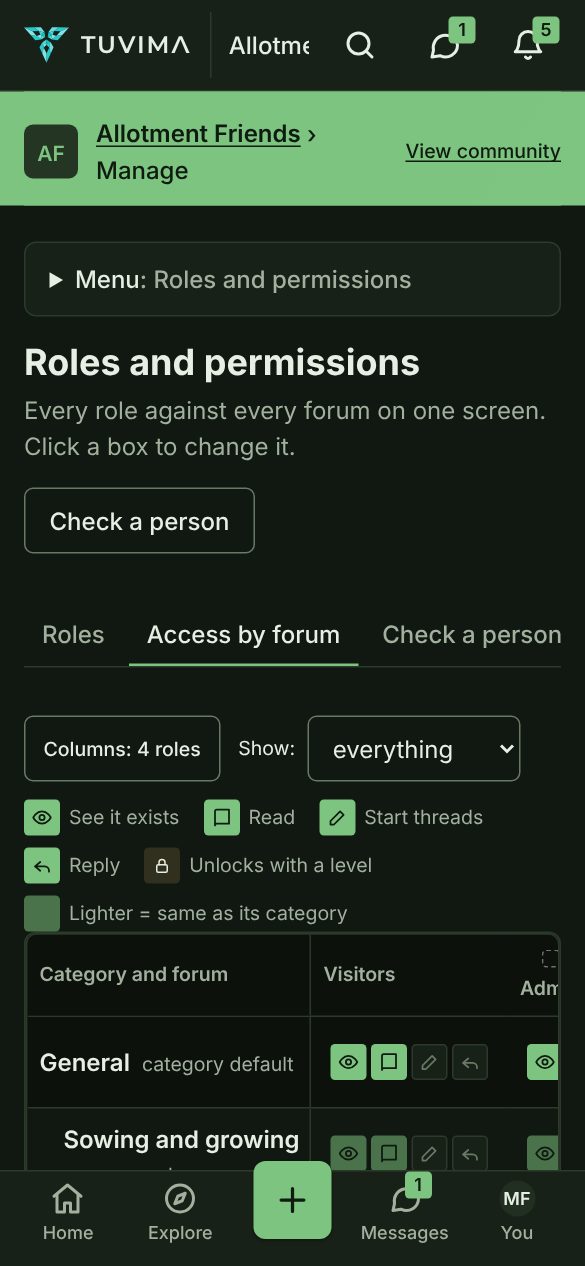 TUVIMA
Allotme
1
5
AF
Allotment Friends ›
Manage
View community
Menu: Roles and permissions
Roles and permissions
Every role against every forum on one screen.
Click a box to change it.
Check a person
Roles
Access by forum
Check a person
Columns: 4 roles
Show:
everything
See it exists
Read
Start threads
Reply
Unlocks with a level
Lighter = same as its category
Category and forum
Visitors
Adm
General category default
Sowing and growing
1
Home
Explore
Messages
MF
You